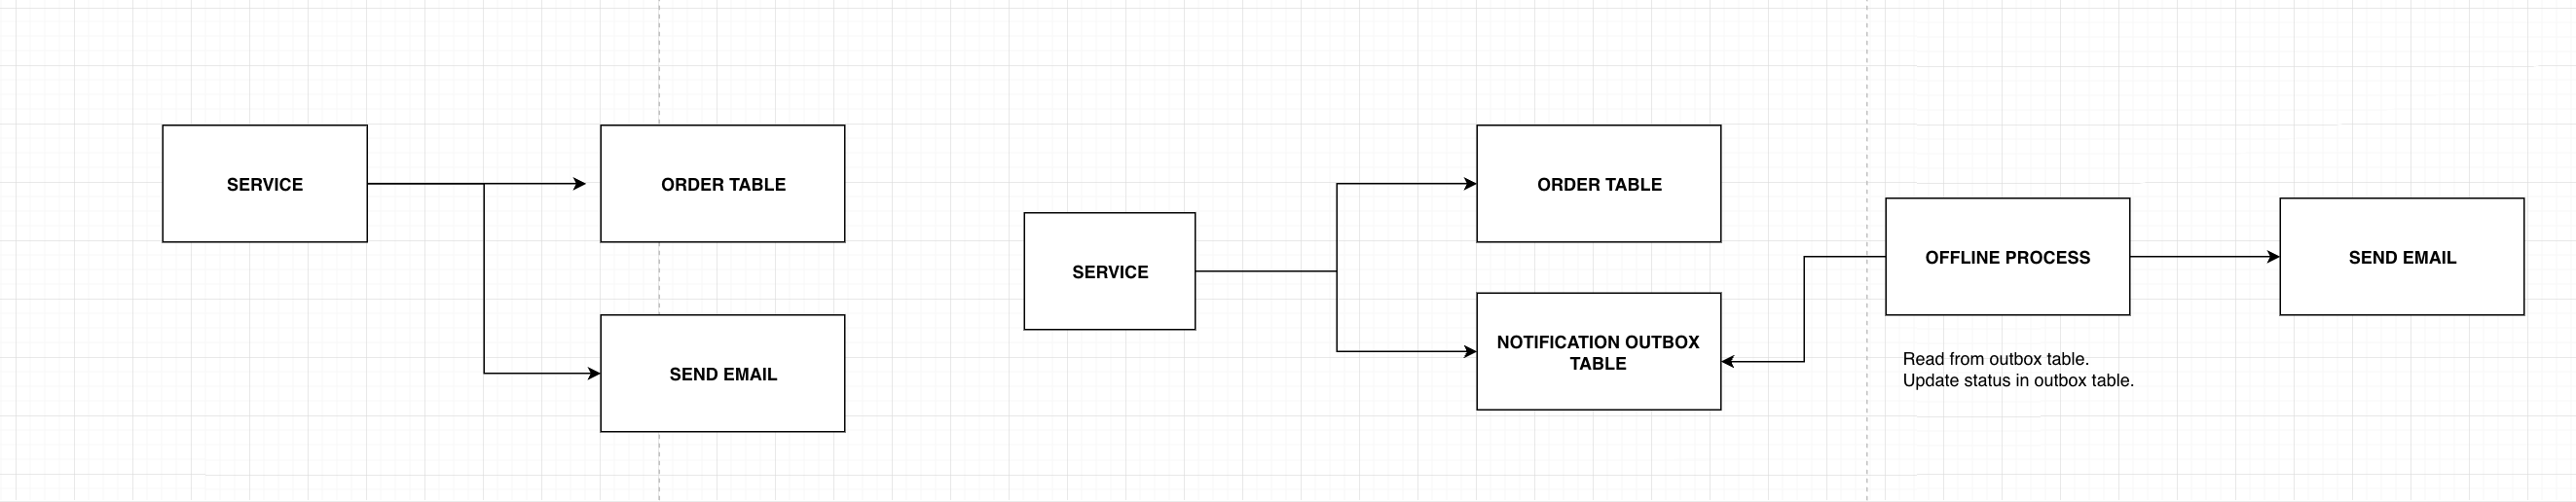 SERVICE
ORDER TABLE
SEND EMAIL
SERVICE
ORDER TABLE
NOTIFICATION OUTBOX
TABLE
OFFLINE PROCESS
Read from outbox table.
Update status in outbox table.
SEND EMAIL